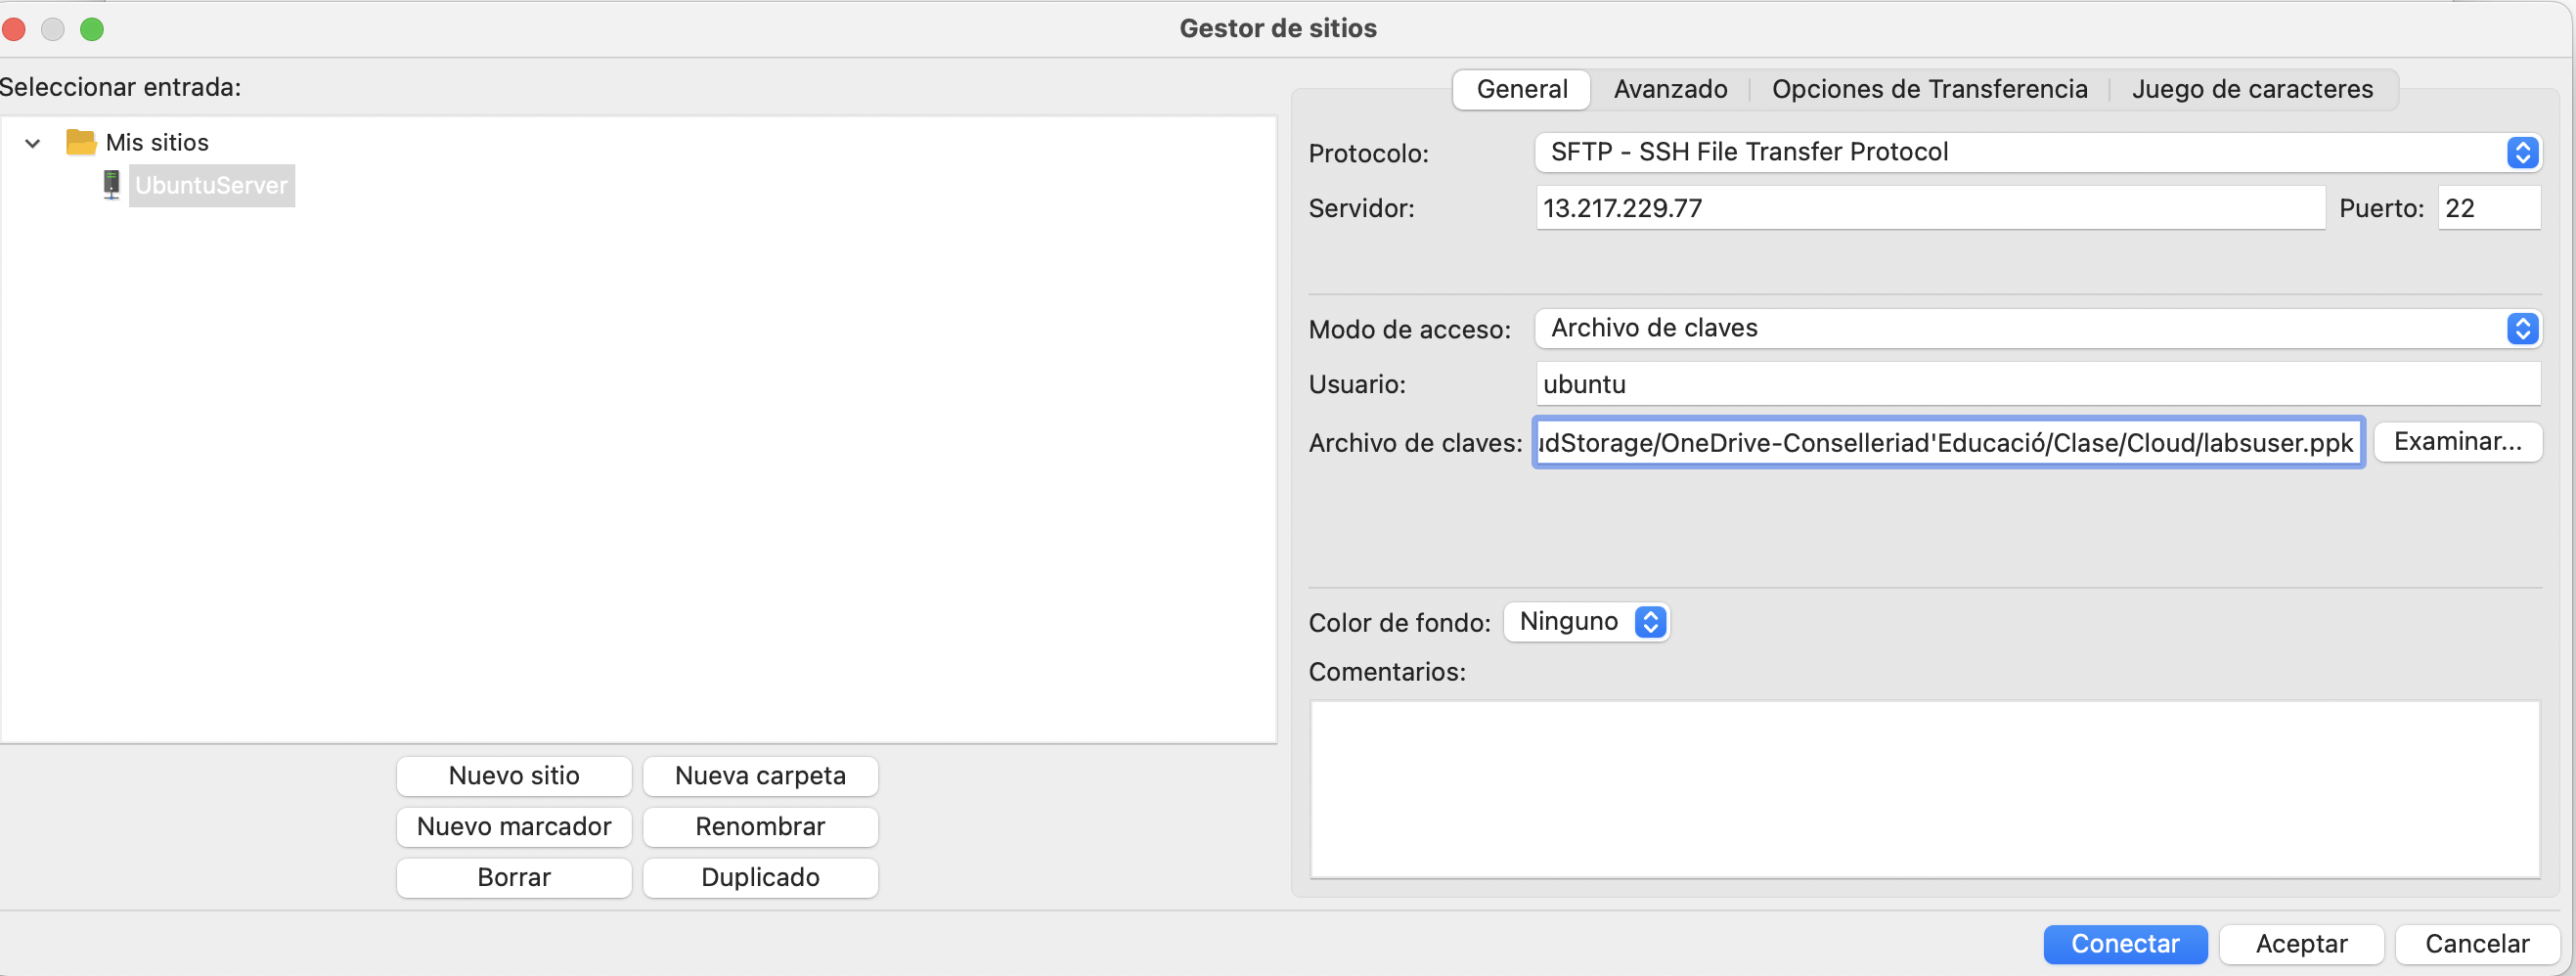 Gestor de sitios
Seleccionar entrada:
Mis sitios
UbuntuServer
Nuevo sitio
Nueva carpeta
Nuevo marcador
Renombrar
Borrar
Duplicado
General
Avanzado
Opciones de Transferencia
Juego de caracteres
Protocolo: SFTP - SSH File Transfer Protocol
Servidor: 13.217.229.77 Puerto: 22
Modo de acceso: Archivo de claves
Usuario: ubuntu
Archivo de claves: udStorage/OneDrive-Conselleriad'Educació/Clase/Cloud/labsuser.ppk Examinar...
Color de fondo: Ninguno
Comentarios:
Conectar
Aceptar
Cancelar